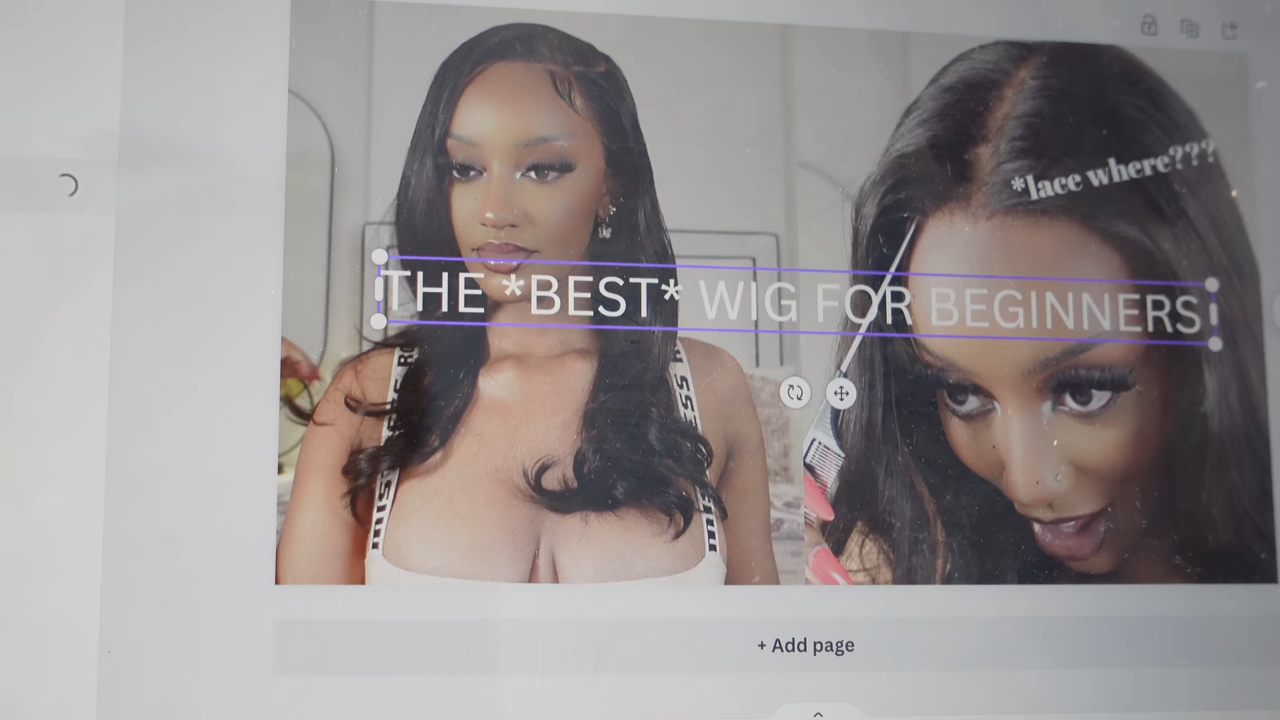 *lace where???
THE *BEST* WIG FOR BEGINNERS
+ Add page